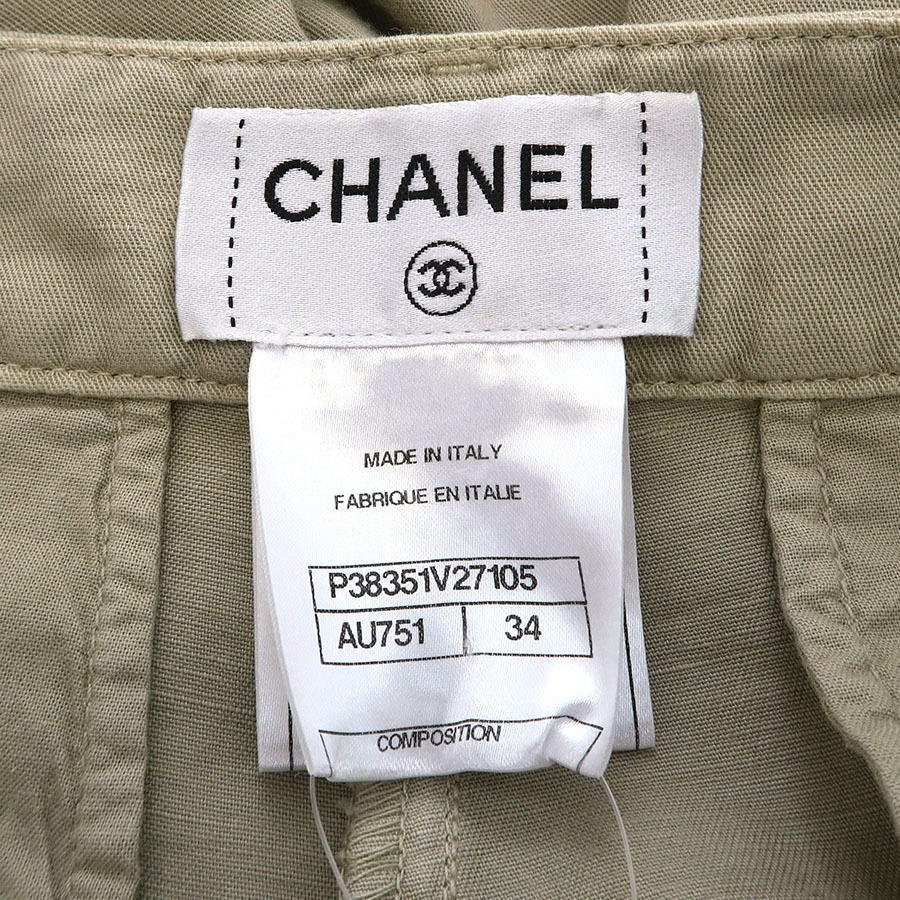 CHANEL
MADE IN ITALY
FABRIQUE EN ITALIE
P38351V27105
AU751 34
COMPOSITION